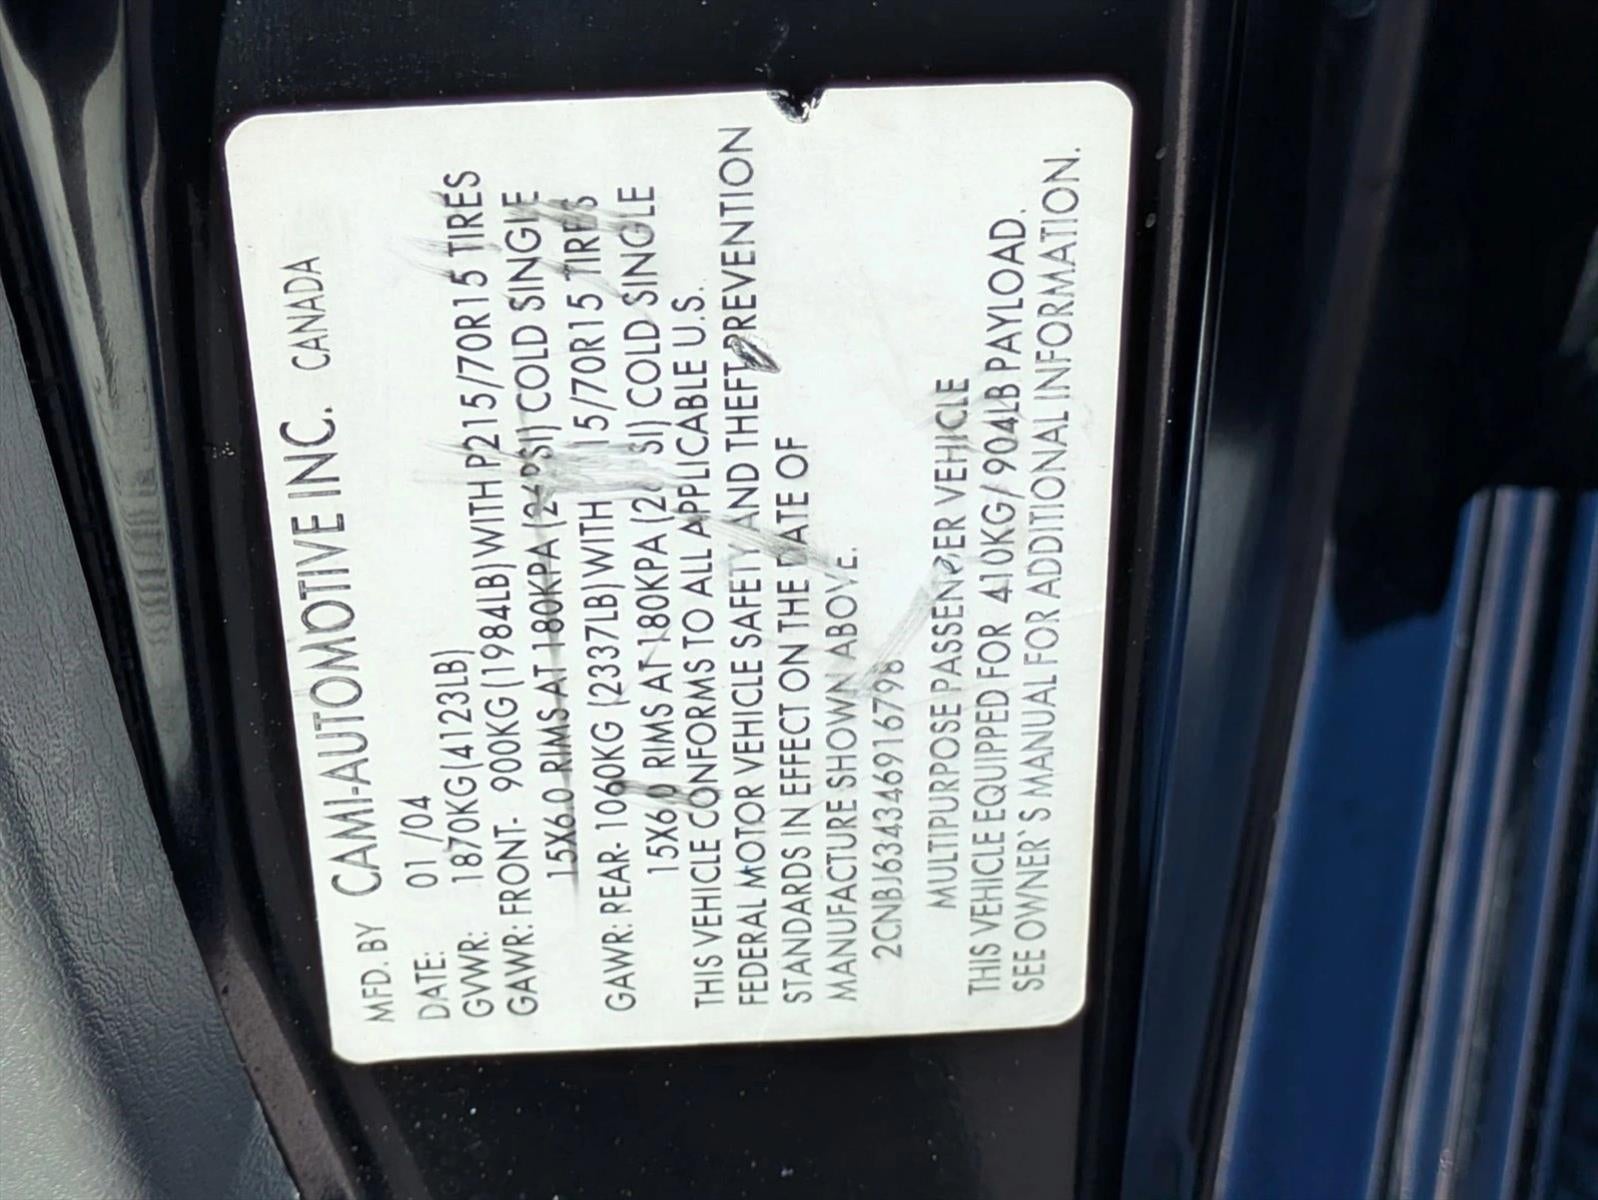 MFD. BY CAMI-AUTOMOTIVE INC. CANADA
DATE: 01 /04
GVWR: 1870KG(4123LB)
GAWR: FRONT- 900KG(1984LB)WITH P215/70R15 TIRES
15X6.0 RIMS AT 180KPA (26PSI) COLD SINGLE
GAWR: REAR- 1060KG (2337LB)WITH 15/70R15 TIRES
15X6.0 RIMS AT 180KPA (2 SI) COLD SINGLE
THIS VEHICLE CONFORMS TO ALL APPLICABLE U.S.
FEDERAL MOTOR VEHICLE SAFETY AND THEFT PREVENTION
STANDARDS IN EFFECT ON THE DATE OF
MANUFACTURE SHOWN ABOVE.
2CNBJ634346916798
MULTIPURPOSE PASSENGER VEHICLE
THIS VEHICLE EQUIPPED FOR 410KG/ 904LB PAYLOAD.
SEE OWNER`S MANUAL FOR ADDITIONAL INFORMATION.